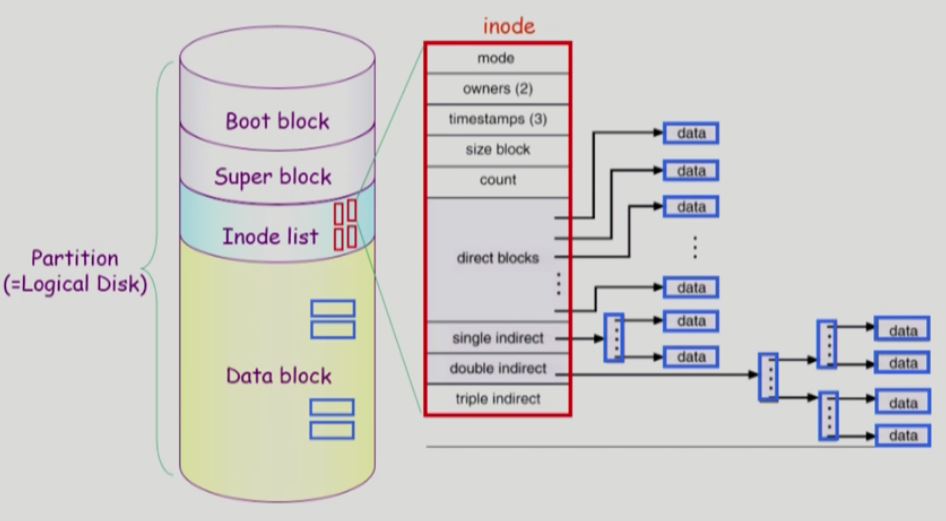 inode
Boot block
Super block
Inode list
Partition
(=Logical Disk)
Data block
mode
owners (2)
timestamps (3)
size block
count
direct blocks
single indirect
double indirect
triple indirect
data
data
data
data
data
data
data
data
data
data